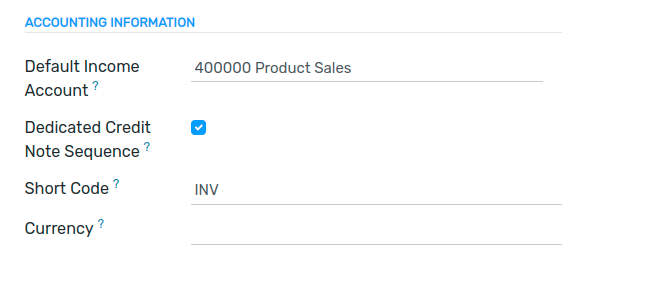 ACCOUNTING INFORMATION
Default Income
Account ?
400000 Product Sales
Dedicated Credit
Note Sequence ?
Short Code ?
INV
Currency ?